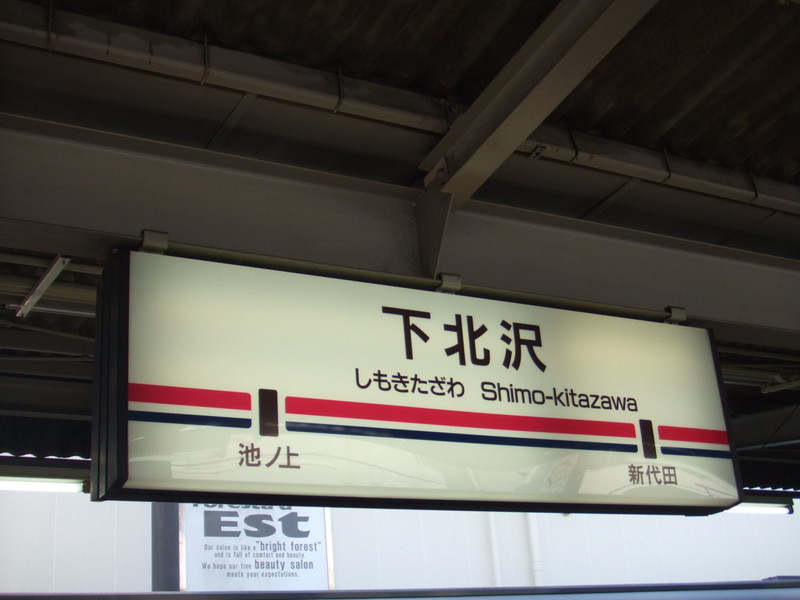 下北沢
しもきたざわ Shimo-kitazawa
池ノ上
新代田
Est
Our salon is like a "bright forest"
and is full of comfort and beauty.
We hope our fine beauty salon
meets your expectations.